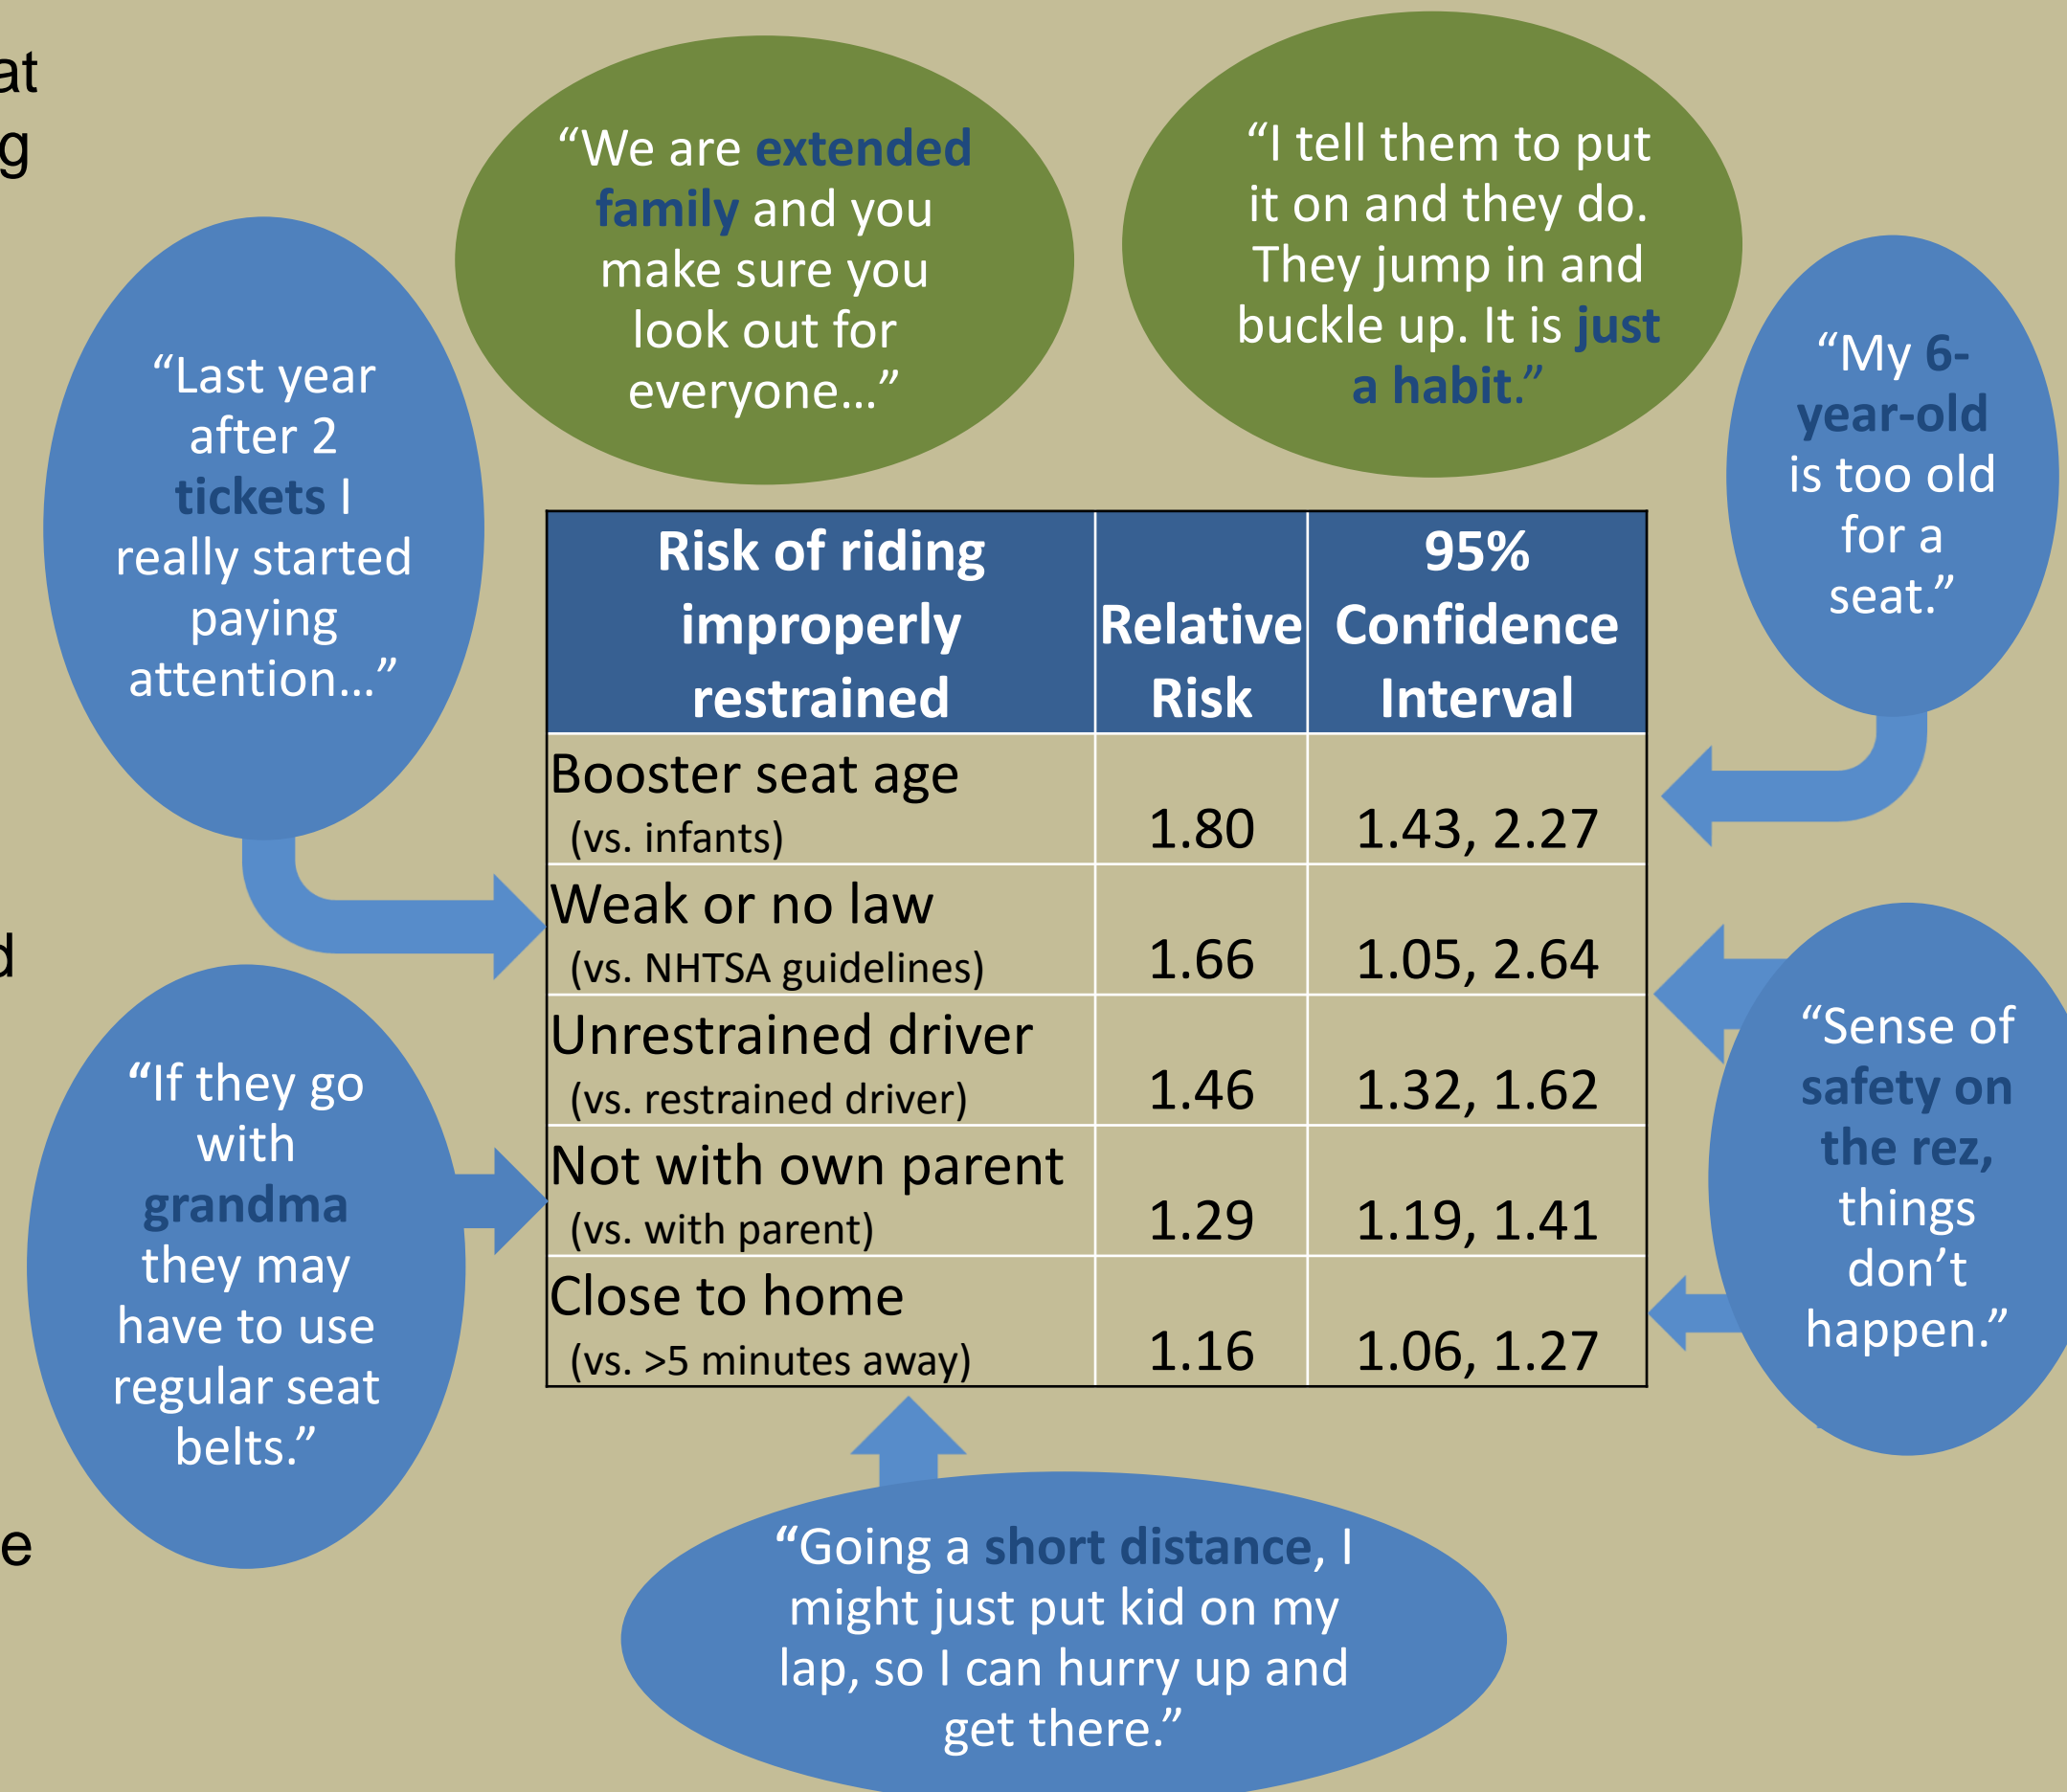 at
g
d
e
“We are extended
family and you
make sure you
look out for
everyone…”
“I tell them to put
it on and they do.
They jump in and
buckle up. It is just
a habit.”
“Last year
after 2
tickets I
really started
paying
attention…”
“My 6-
year-old
is too old
for a
seat.”
Risk of riding improperly restrained | Relative Risk | 95% Confidence Interval
Booster seat age
(vs. infants) 1.80 1.43, 2.27
Weak or no law
(vs. NHTSA guidelines) 1.66 1.05, 2.64
Unrestrained driver
(vs. restrained driver) 1.46 1.32, 1.62
Not with own parent
(vs. with parent) 1.29 1.19, 1.41
Close to home
(vs. >5 minutes away) 1.16 1.06, 1.27
“If they go
with
grandma
they may
have to use
regular seat
belts.”
“Sense of
safety on
the rez,
things
don’t
happen.”
“Going a short distance, I
might just put kid on my
lap, so I can hurry up and
get there.”